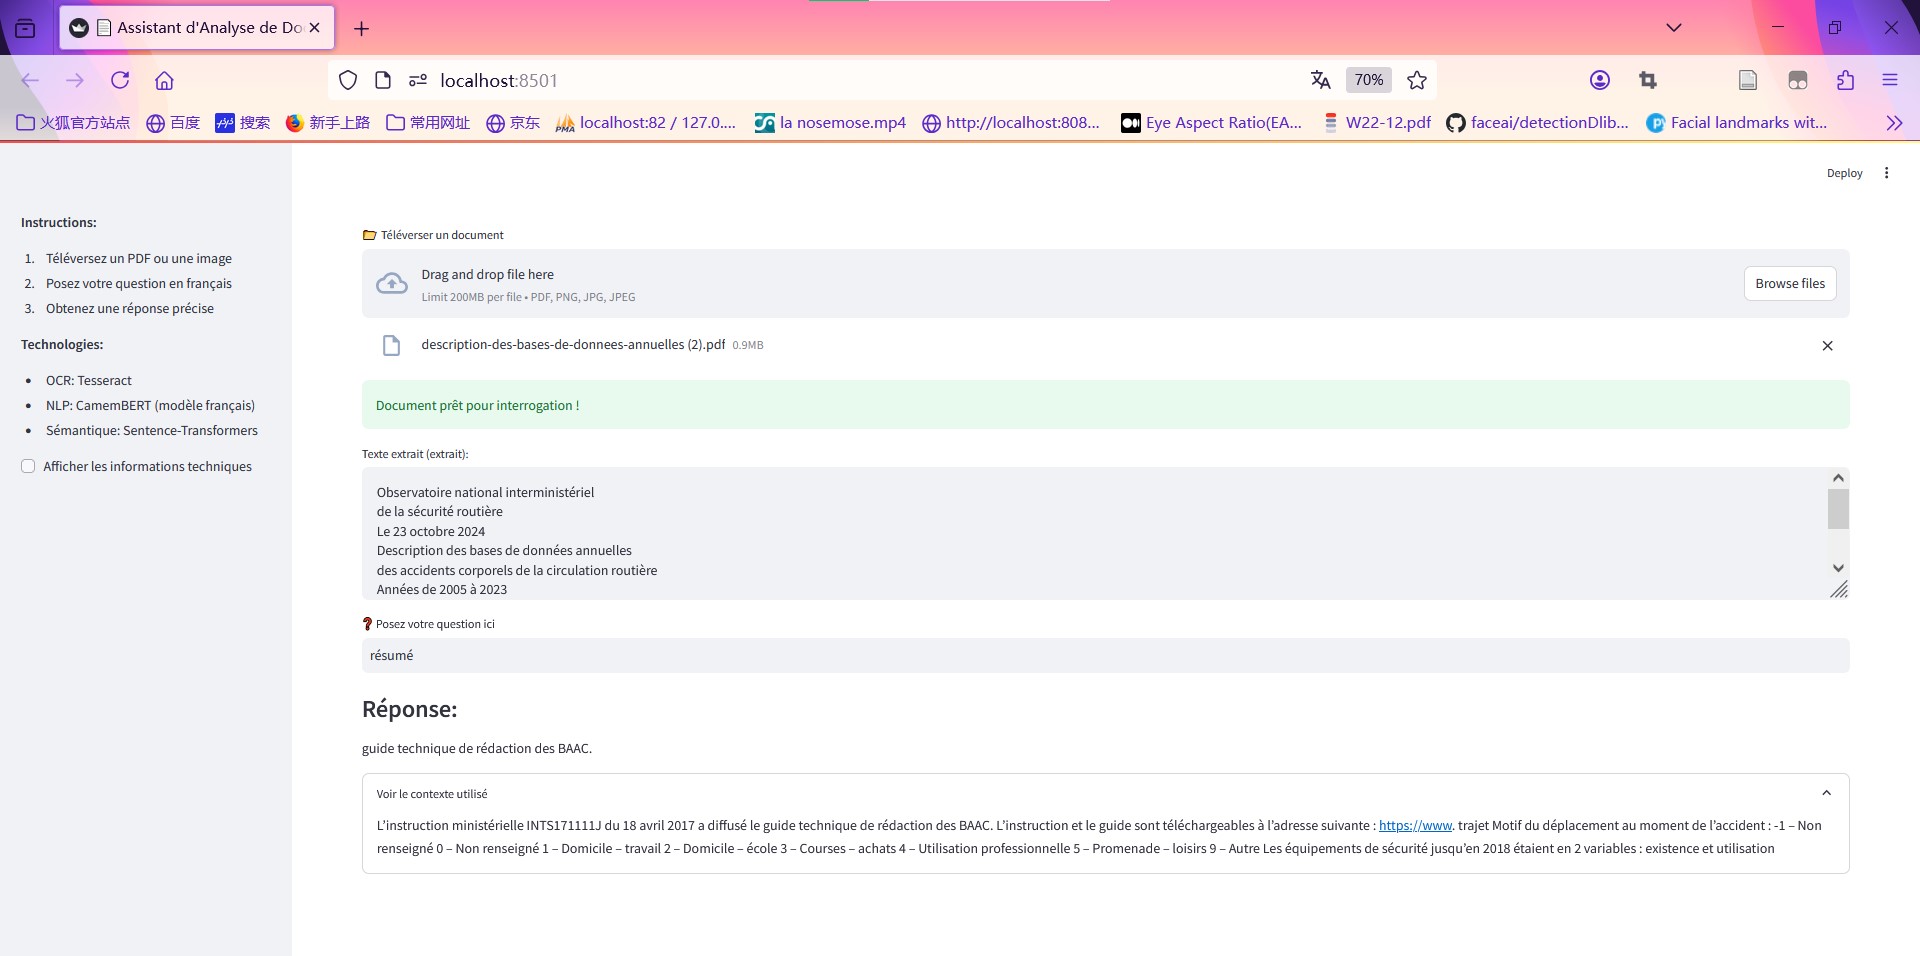 Assistant d'Analyse de Do
localhost:8501
70%
火狐官方站点 百度 搜索 新手上路 常用网址 京东 localhost:82 / 127.0.... la nosemose.mp4 http://localhost:808... Eye Aspect Ratio(EA... W22-12.pdf faceai/detectionDlib... Facial landmarks wit...
Deploy
Instructions:
1. Téléversez un PDF ou une image
2. Posez votre question en français
3. Obtenez une réponse précise
Technologies:
• OCR: Tesseract
• NLP: CamemBERT (modèle français)
• Sémantique: Sentence-Transformers
Afficher les informations techniques
Téléverser un document
Drag and drop file here
Limit 200MB per file • PDF, PNG, JPG, JPEG
Browse files
description-des-bases-de-donnees-annuelles (2).pdf 0.9MB
Document prêt pour interrogation !
Texte extrait (extrait):
Observatoire national interministériel
de la sécurité routière
Le 23 octobre 2024
Description des bases de données annuelles
des accidents corporels de la circulation routière
Années de 2005 à 2023
Posez votre question ici
résumé
Réponse:
guide technique de rédaction des BAAC.
Voir le contexte utilisé
L'instruction ministérielle INTS171111J du 18 avril 2017 a diffusé le guide technique de rédaction des BAAC. L'instruction et le guide sont téléchargeables à l'adresse suivante : https://www. trajet Motif du déplacement au moment de l'accident : -1 – Non
renseigné 0 – Non renseigné 1 – Domicile – travail 2 – Domicile – école 3 – Courses – achats 4 – Utilisation professionnelle 5 – Promenade – loisirs 9 – Autre Les équipements de sécurité jusqu'en 2018 étaient en 2 variables : existence et utilisation